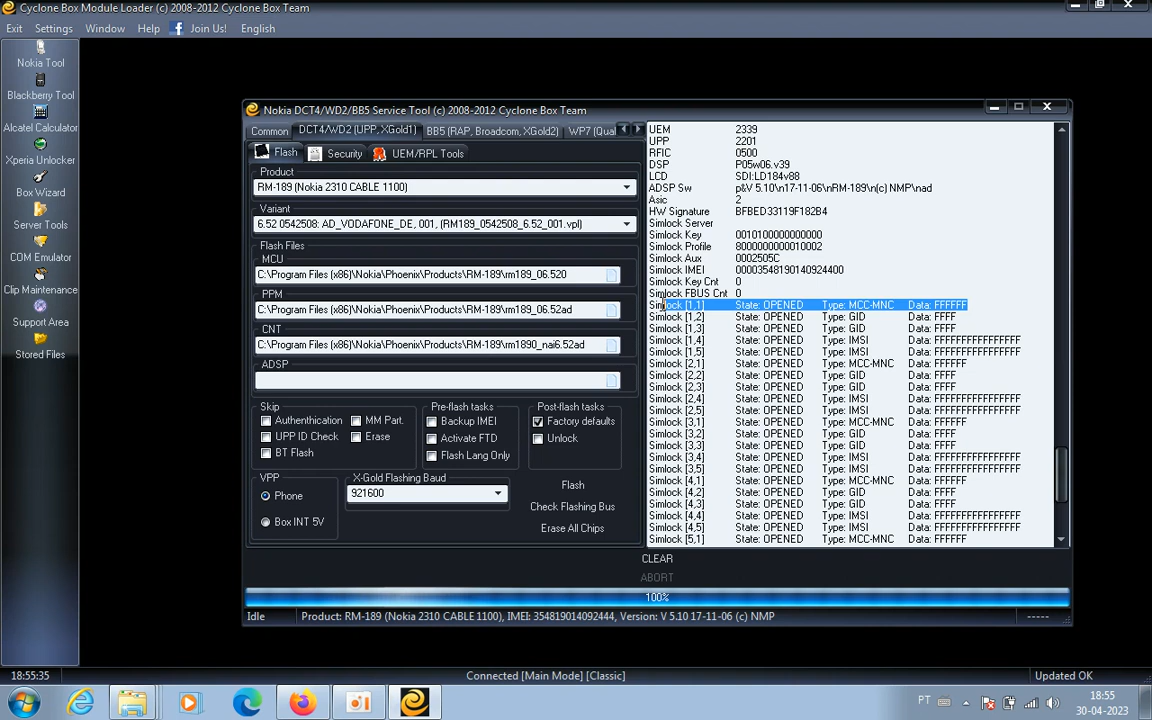 Cyclone Box Module Loader (c) 2008-2012 Cyclone Box Team
Exit Settings Window Help Join Us! English
Nokia Tool
Blackberry Tool
Alcatel Calculator
Xperia Unlocker
Box Wizard
Server Tools
COM Emulator
Clip Maintenance
Support Area
Stored Files
Nokia DCT4/WD2/BB5 Service Tool (c) 2008-2012 Cyclone Box Team
Common DCT4/WD2 (UPP, XGold1) BB5 (RAP, Broadcom, XGold2) WP7 (Qual
Flash Security UEM/RPL Tools
Product
RM-189 (Nokia 2310 CABLE 1100)
Variant
6.52 0542508: AD_VODAFONE_DE, 001, (RM189_0542508_6.52_001.vpl)
Flash Files
MCU
C:\Program Files (x86)\Nokia\Phoenix\Products\RM-189\rm189_06.520
PPM
C:\Program Files (x86)\Nokia\Phoenix\Products\RM-189\rm189_06.52ad
CNT
C:\Program Files (x86)\Nokia\Phoenix\Products\RM-189\rm1890_nai6.52ad
ADSP
Skip
Authenthication MM Part.
UPP ID Check Erase
BT Flash
Pre-flash tasks
Backup IMEI
Activate FTD
Flash Lang Only
Post-flash tasks
Factory defaults
Unlock
VPP
Phone
Box INT 5V
X-Gold Flashing Baud
921600
Flash
Check Flashing Bus
Erase All Chips
UEM 2339
UPP 2201
RFIC 0500
DSP P05w06.v39
LCD SDI:LD184v88
ADSP Sw p&V 5.10\n17-11-06\nRM-189\n(c) NMP\nad
Asic 2
HW Signature BFBED33119F182B4
Simlock Server
Simlock Key 0010100000000000
Simlock Profile 8000000000010002
Simlock Aux 0002505C
Simlock IMEI 0000354819014092​4400
Simlock Key Cnt 0
Simlock FBUS Cnt 0
Simlock [1,1] State: OPENED Type: MCC-MNC Data: FFFFFF
Simlock [1,2] State: OPENED Type: GID Data: FFFF
Simlock [1,3] State: OPENED Type: GID Data: FFFF
Simlock [1,4] State: OPENED Type: IMSI Data: FFFFFFFFFFFFFFFF
Simlock [1,5] State: OPENED Type: IMSI Data: FFFFFFFFFFFFFFFF
Simlock [2,1] State: OPENED Type: MCC-MNC Data: FFFFFF
Simlock [2,2] State: OPENED Type: GID Data: FFFF
Simlock [2,3] State: OPENED Type: GID Data: FFFF
Simlock [2,4] State: OPENED Type: IMSI Data: FFFFFFFFFFFFFFFF
Simlock [2,5] State: OPENED Type: IMSI Data: FFFFFFFFFFFFFFFF
Simlock [3,1] State: OPENED Type: MCC-MNC Data: FFFFFF
Simlock [3,2] State: OPENED Type: GID Data: FFFF
Simlock [3,3] State: OPENED Type: GID Data: FFFF
Simlock [3,4] State: OPENED Type: IMSI Data: FFFFFFFFFFFFFFFF
Simlock [3,5] State: OPENED Type: IMSI Data: FFFFFFFFFFFFFFFF
Simlock [4,1] State: OPENED Type: MCC-MNC Data: FFFFFF
Simlock [4,2] State: OPENED Type: GID Data: FFFF
Simlock [4,3] State: OPENED Type: GID Data: FFFF
Simlock [4,4] State: OPENED Type: IMSI Data: FFFFFFFFFFFFFFFF
Simlock [4,5] State: OPENED Type: IMSI Data: FFFFFFFFFFFFFFFF
Simlock [5,1] State: OPENED Type: MCC-MNC Data: FFFFFF
CLEAR
ABORT
100%
Idle Product: RM-189 (Nokia 2310 CABLE 1100), IMEI: 354819014092444, Version: V 5.10 17-11-06 (c) NMP -----
18:55:35 Connected [Main Mode] [Classic] Updated OK
PT 18:55
30-04-2023